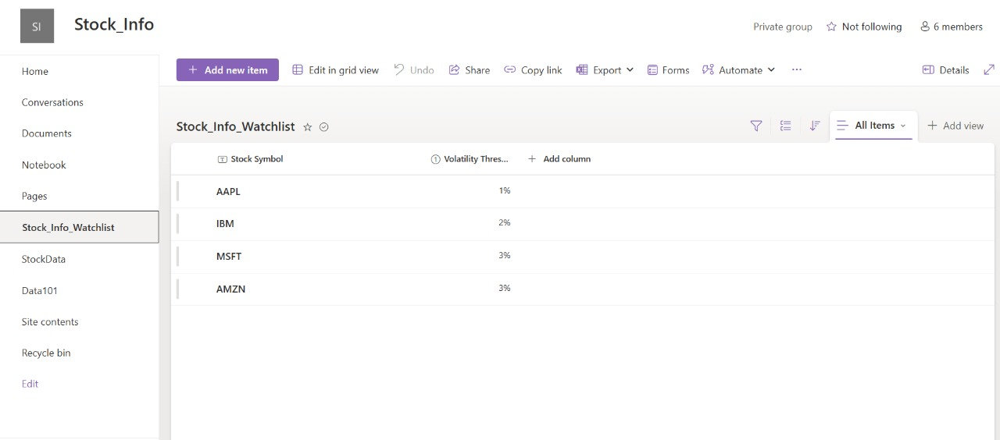 SI
Stock_Info
Private group Not following 6 members
Home
Conversations
Documents
Notebook
Pages
Stock_Info_Watchlist
StockData
Data101
Site contents
Recycle bin
Edit
Add new item Edit in grid view Undo Share Copy link Export Forms Automate ... Details
Stock_Info_Watchlist All Items Add view
Stock Symbol Volatility Thres... Add column
AAPL 1%
IBM 2%
MSFT 3%
AMZN 3%